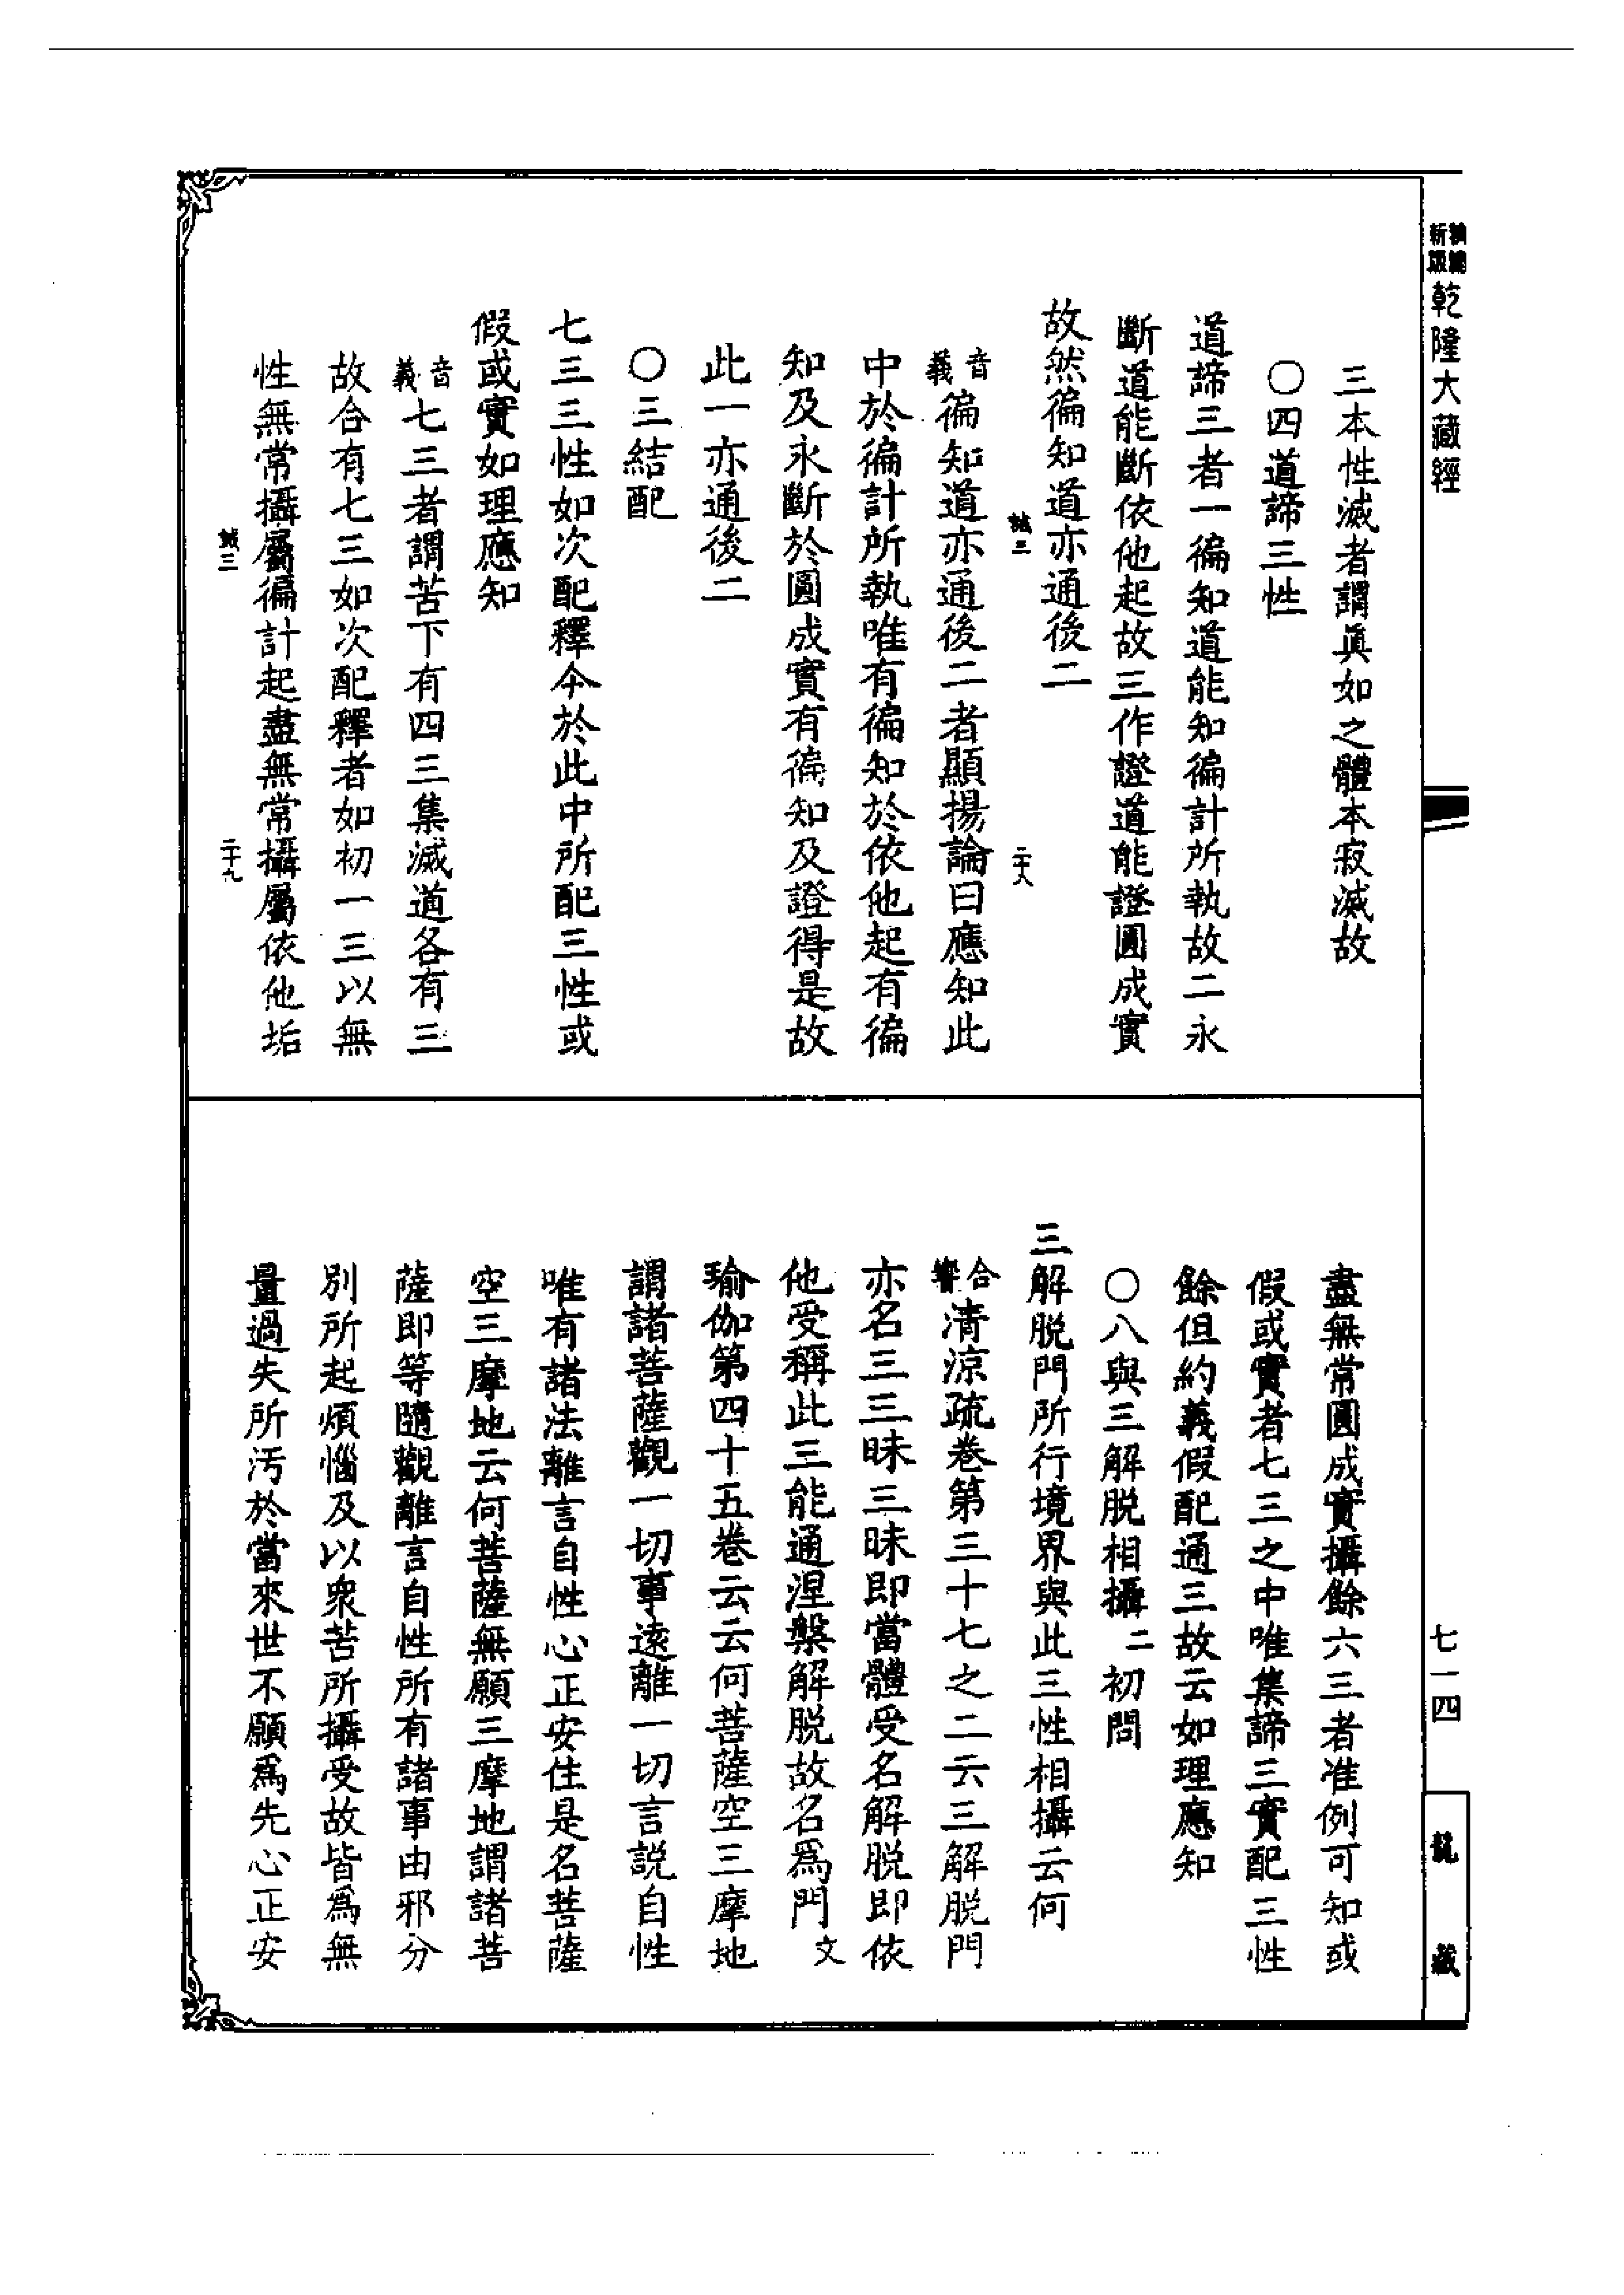 精縮
新版
乾隆大藏經
三本性滅者謂眞如之體本寂滅故
○四道諦三性
道諦三者一徧知道能知徧計所執故二永
斷道能斷依他起故三作證道能證圓成實
故然徧知道亦通後二
誠三
二十八
音義
徧知道亦通後二者顯揚論曰應知此
中於徧計所執唯有徧知於依他起有徧
知及永斷於圓成實有徧知及證得是故
此一亦通後二
○三結配
七三三性如次配釋今於此中所配三性或
假或實如理應知
音義
七三者謂苦下有四三集滅道各有三
故合有七三如次配釋者如初一三以無
性無常攝屬徧計起盡無常攝屬依他垢
誠三
二十九
盡無常圓成實攝餘六三者准例可知或
假或實者七三之中唯集諦三實配三性
餘但約義假配通三故云如理應知
○八與三解脱相攝二初問
三解脱門所行境界與此三性相攝云何
合響
清涼疏卷第三十七之二云三解脱門
亦名三三昧三昧即當體受名解脱即依
他受稱此三能通涅槃解脱故名爲門文
瑜伽第四十五卷云云何菩薩空三摩地
謂諸菩薩觀一切事遠離一切言説自性
唯有諸法離言自性心正安住是名菩薩
空三摩地云何菩薩無願三摩地謂諸菩
薩即等隨觀離言自性所有諸事由邪分
別所起煩惱及以衆苦所攝受故皆爲無
量過失所汚於當來世不願爲先心正安
七一四
龍藏